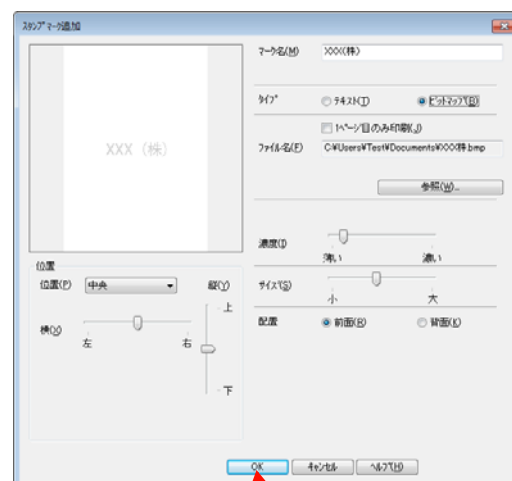 スタンプマーク追加
マーク名(M) XXX(株)
タイプ テキスト(T) ビットマップ(B)
1ページ目のみ印刷(J)
ファイル名(F) C:¥Users¥Test¥Documents¥XXX株.bmp
XXX（株）
参照(W)...
濃度(I)
薄い 濃い
位置
位置(P) 中央 縦(Y)
サイズ(S)
小 大
上
横(X)
左 右
配置 前面(R) 背面(K)
下
OK キャンセル ヘルプ(H)